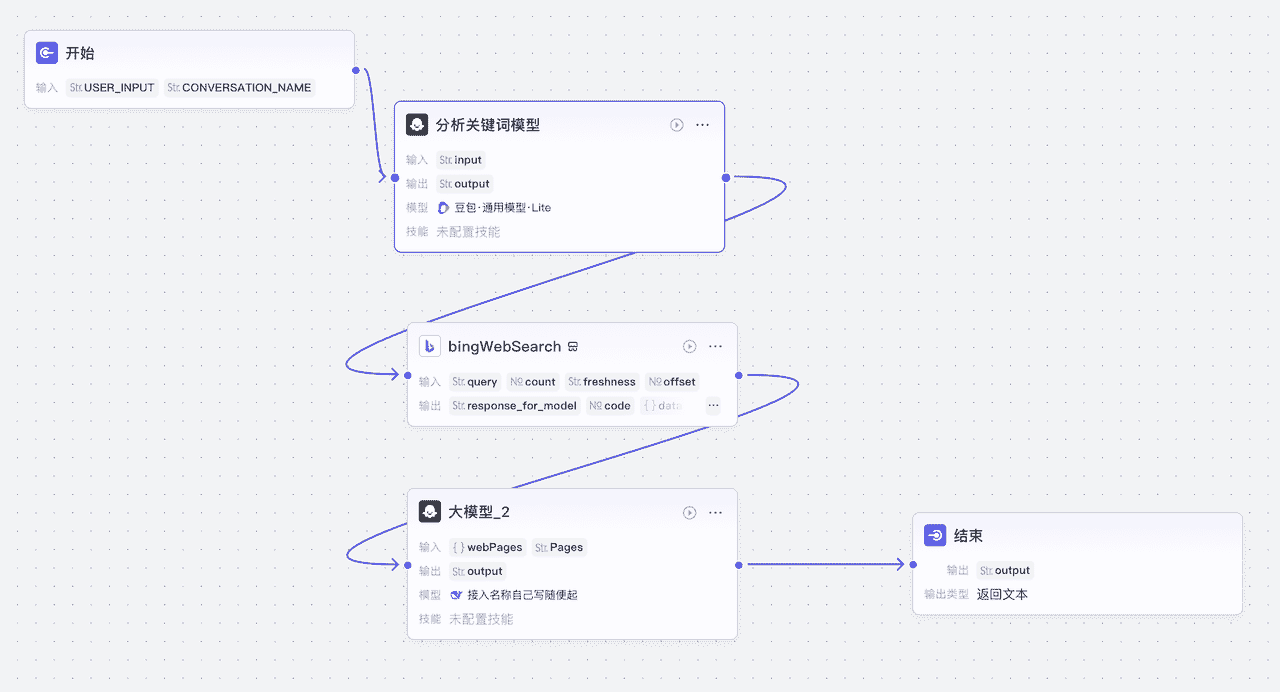 开始
输入 Str. USER_INPUT Str. CONVERSATION_NAME
分析关键词模型
输入 Str. input
输出 Str. output
模型 豆包·通用模型·Lite
技能 未配置技能
bingWebSearch
输入 Str. query № count Str. freshness № offset
输出 Str. response_for_model № code { } data ...
大模型_2
输入 { } webPages Str. Pages
输出 Str. output
模型 接入名称自己写随便起
技能 未配置技能
结束
输出 Str. output
输出类型 返回文本